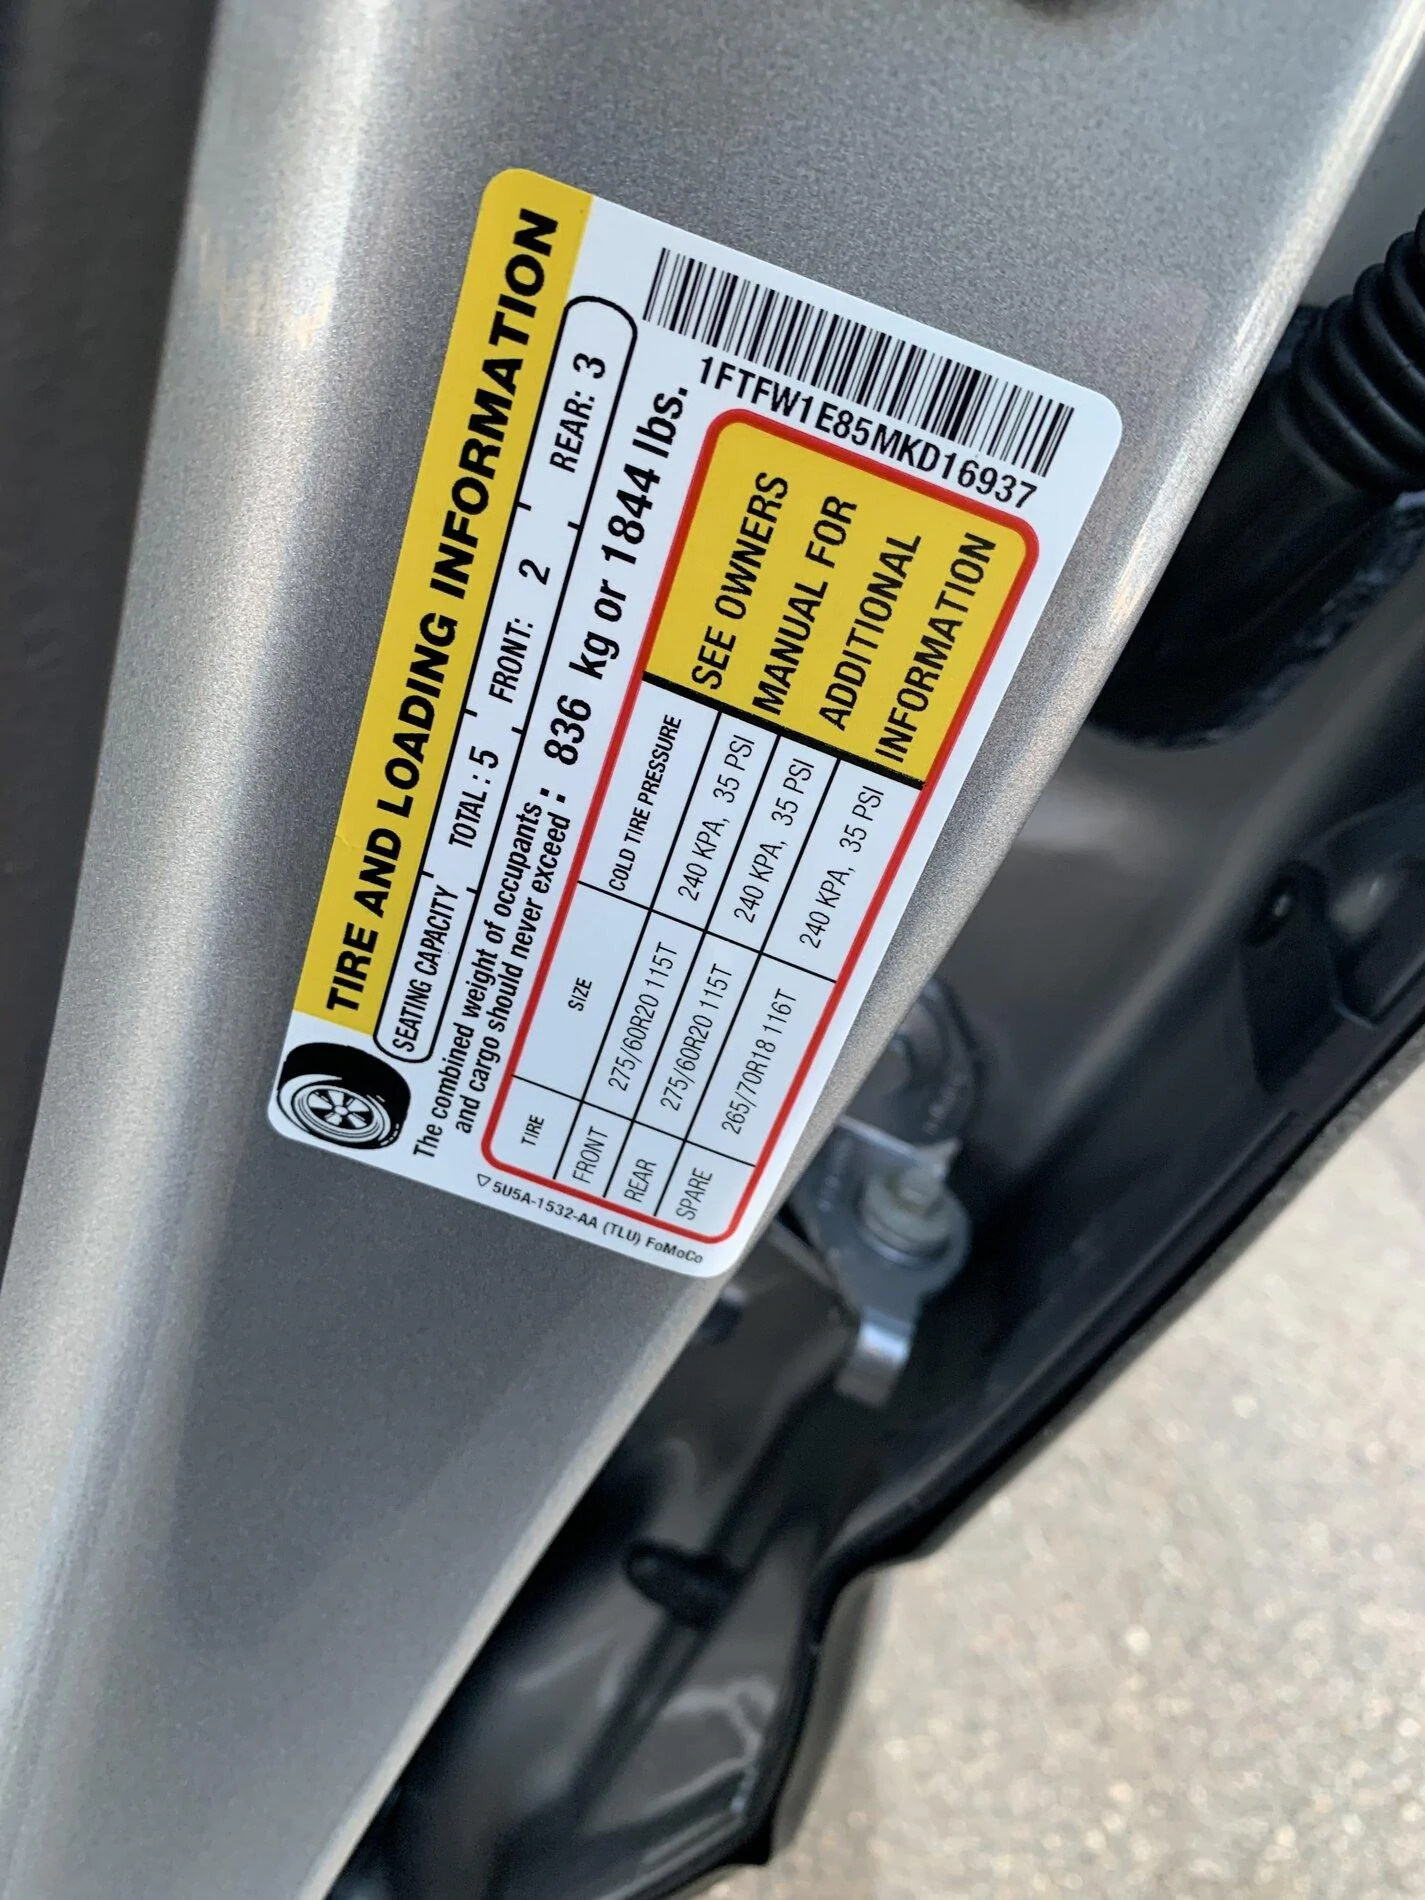 TIRE AND LOADING INFORMATION
SEATING CAPACITY TOTAL : 5 FRONT: 2 REAR: 3
The combined weight of occupants
and cargo should never exceed : 836 kg or 1844 lbs.
TIRE SIZE COLD TIRE PRESSURE
FRONT 275/60R20 115T 240 KPA, 35 PSI
REAR 275/60R20 115T 240 KPA, 35 PSI
SPARE 265/70R18 116T 240 KPA, 35 PSI
SEE OWNERS
MANUAL FOR
ADDITIONAL
INFORMATION
1FTFW1E85MKD16937
5U5A-1532-AA (TLU) FoMoCo